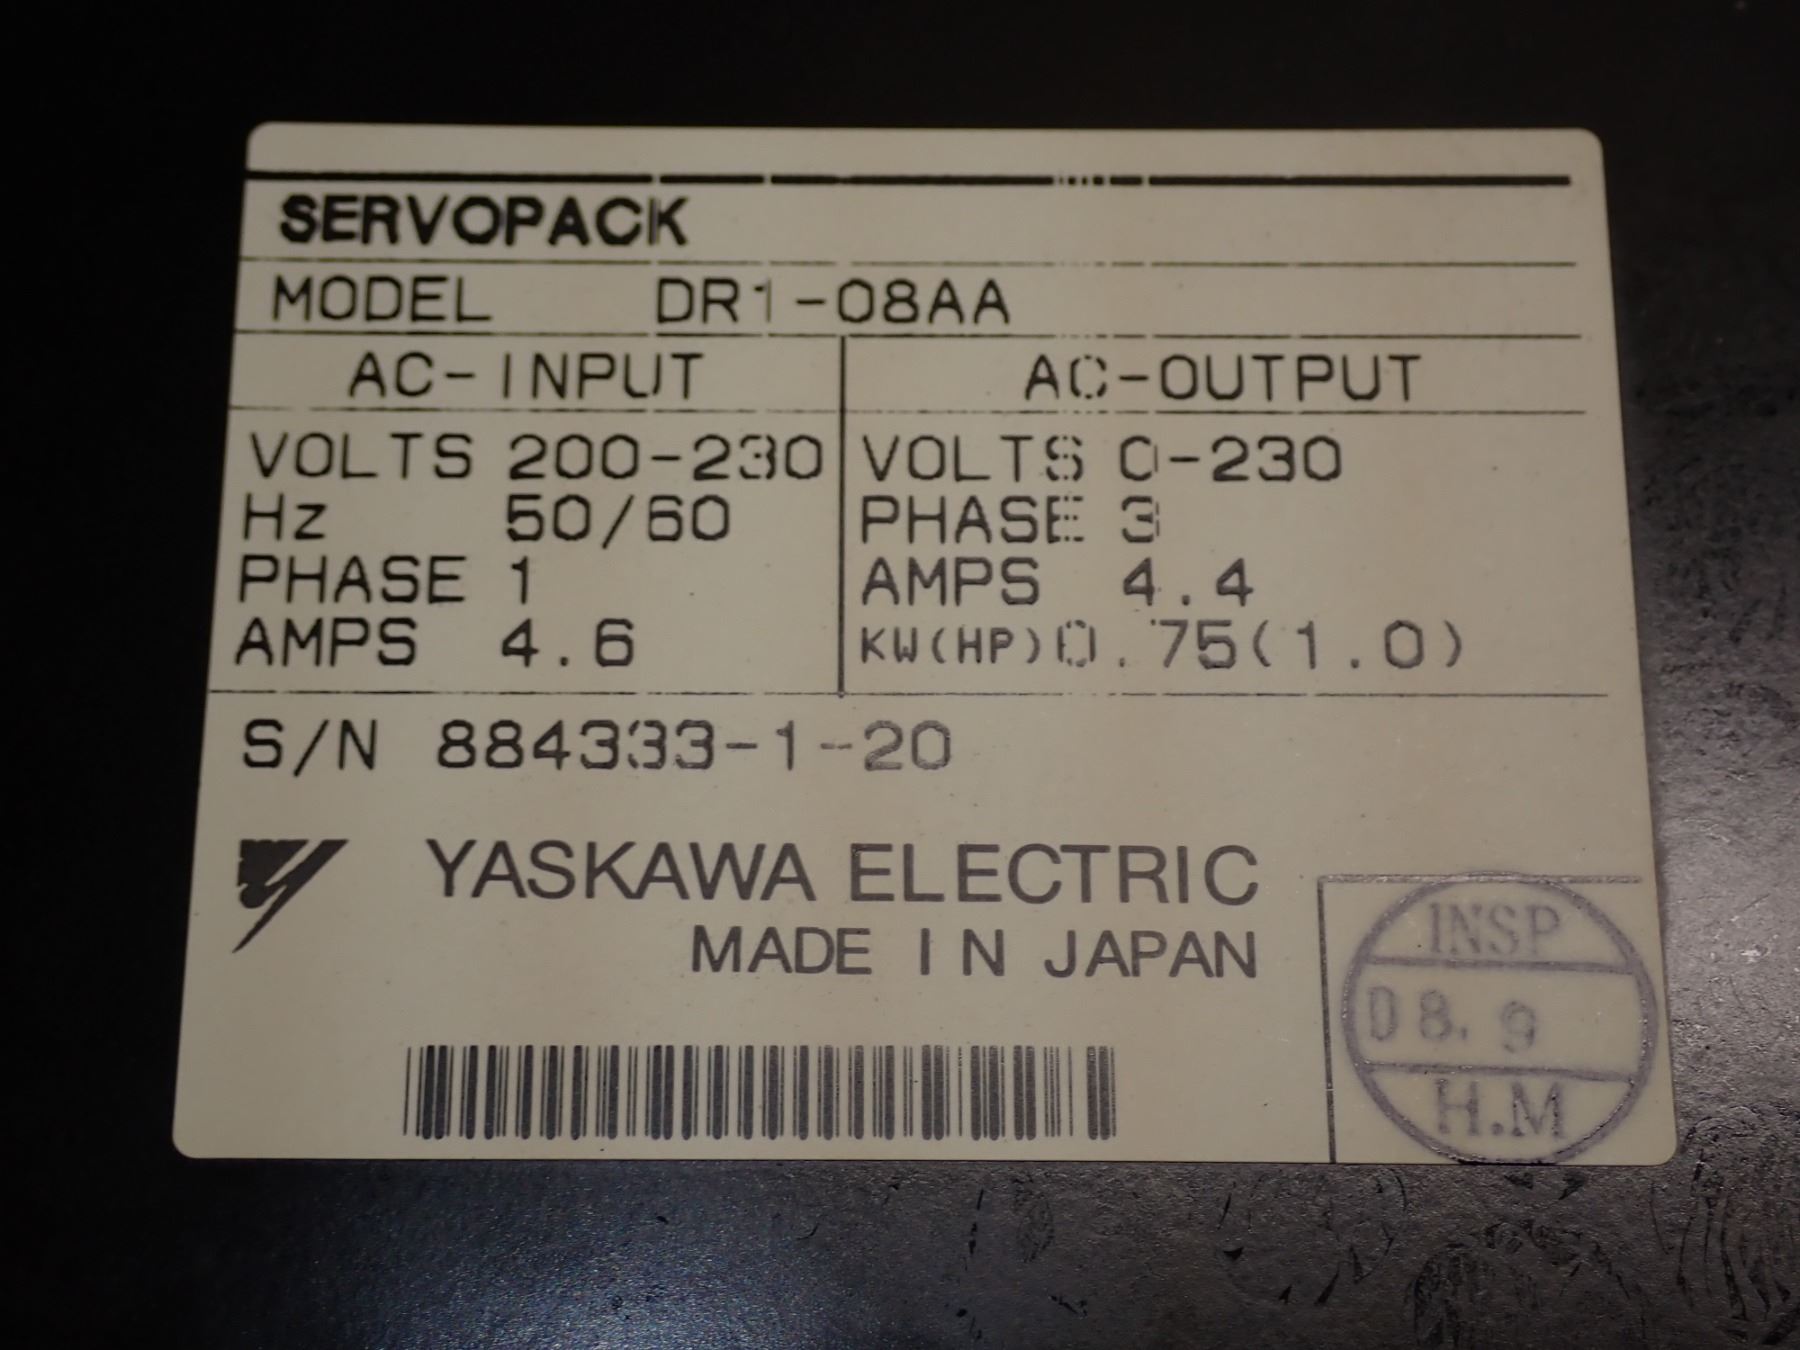 SERVOPACK
MODEL DR1-08AA
AC-INPUT AC-OUTPUT
VOLTS 200-230 VOLTS 0-230
Hz 50/60 PHASE 3
PHASE 1 AMPS 4.4
AMPS 4.6 KW(HP)0.75(1.0)
S/N 884333-1-20
YASKAWA ELECTRIC
MADE IN JAPAN
INSP
08.9
H.M